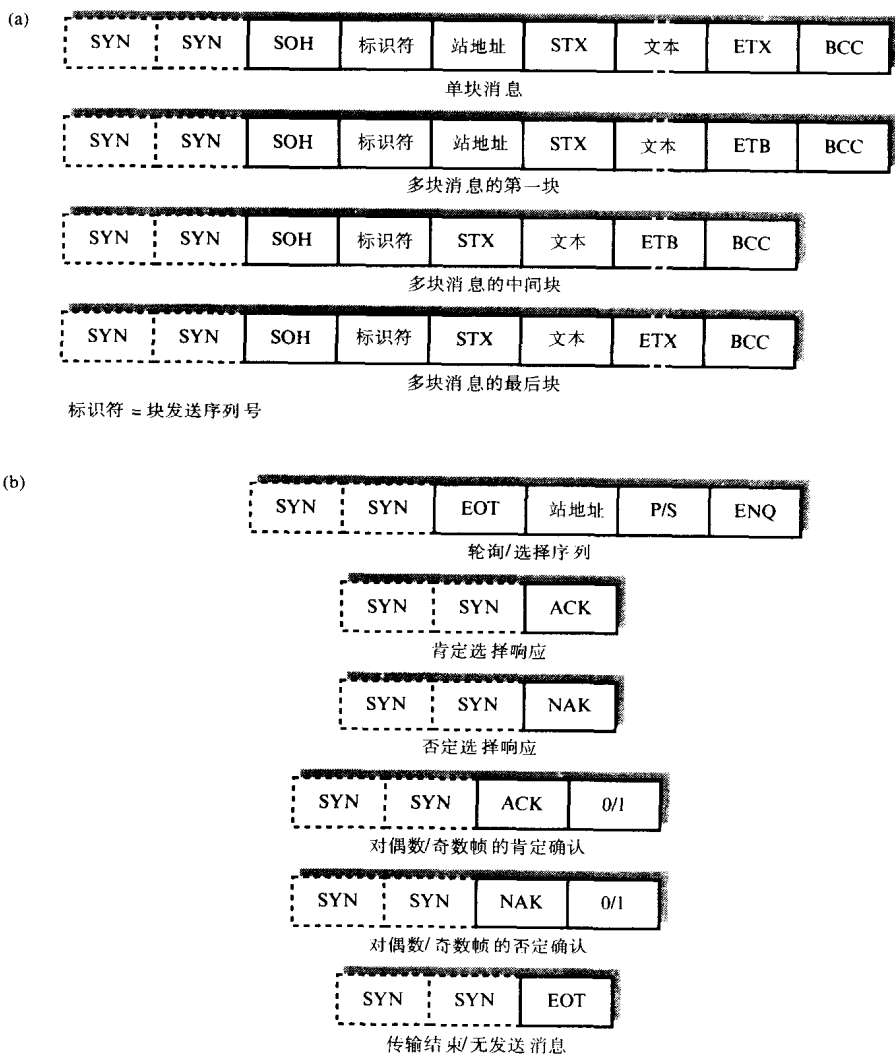 (a)
SYN SYN SOH 标识符 站地址 STX 文本 ETX BCC
单块消息
SYN SYN SOH 标识符 站地址 STX 文本 ETB BCC
多块消息的第一块
SYN SYN SOH 标识符 STX 文本 ETB BCC
多块消息的中间块
SYN SYN SOH 标识符 STX 文本 ETX BCC
多块消息的最后块
标识符 = 块发送序列号
(b)
SYN SYN EOT 站地址 P/S ENQ
轮询/选择序列
SYN SYN ACK
肯定选择响应
SYN SYN NAK
否定选择响应
SYN SYN ACK 0/1
对偶数/奇数帧的肯定确认
SYN SYN NAK 0/1
对偶数/奇数帧的否定确认
SYN SYN EOT
传输结束/无发送消息